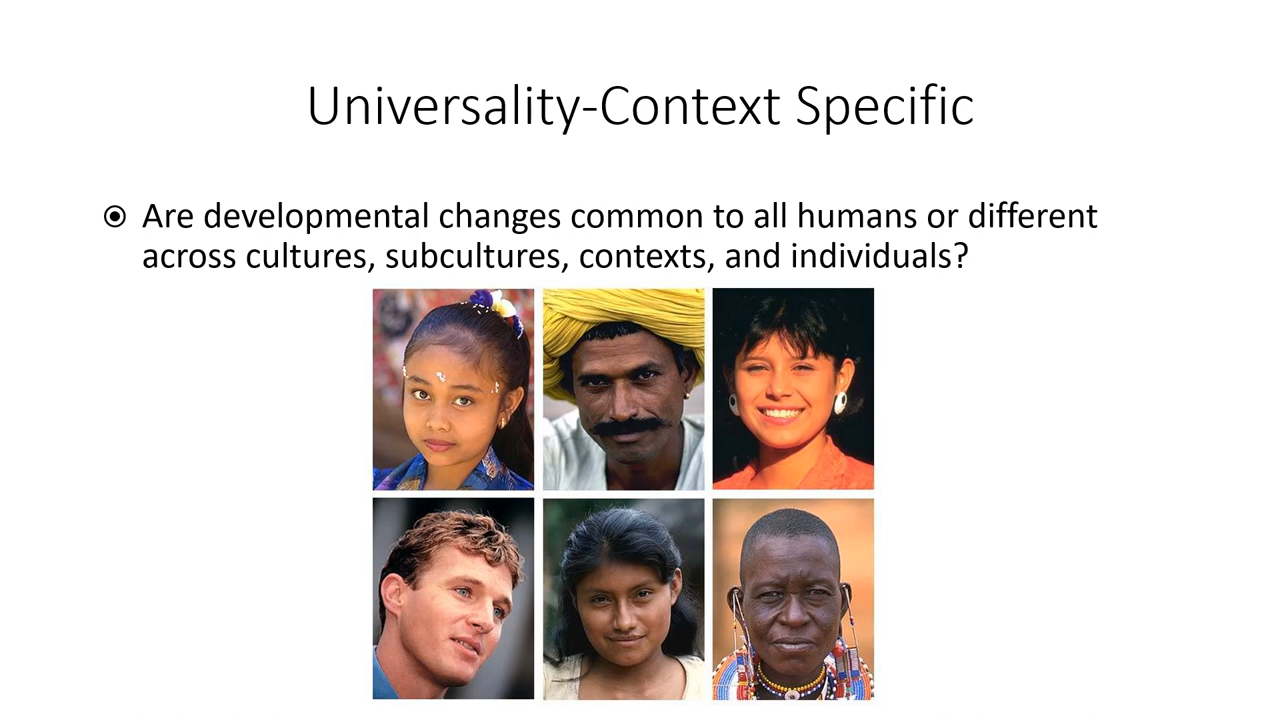 Universality-Context Specific
Are developmental changes common to all humans or different
across cultures, subcultures, contexts, and individuals?